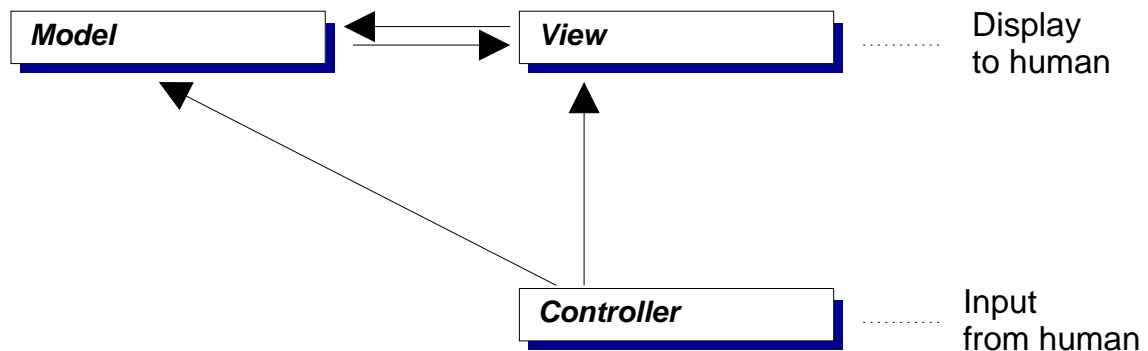 Model
View
Display
to human
Controller
Input
from human